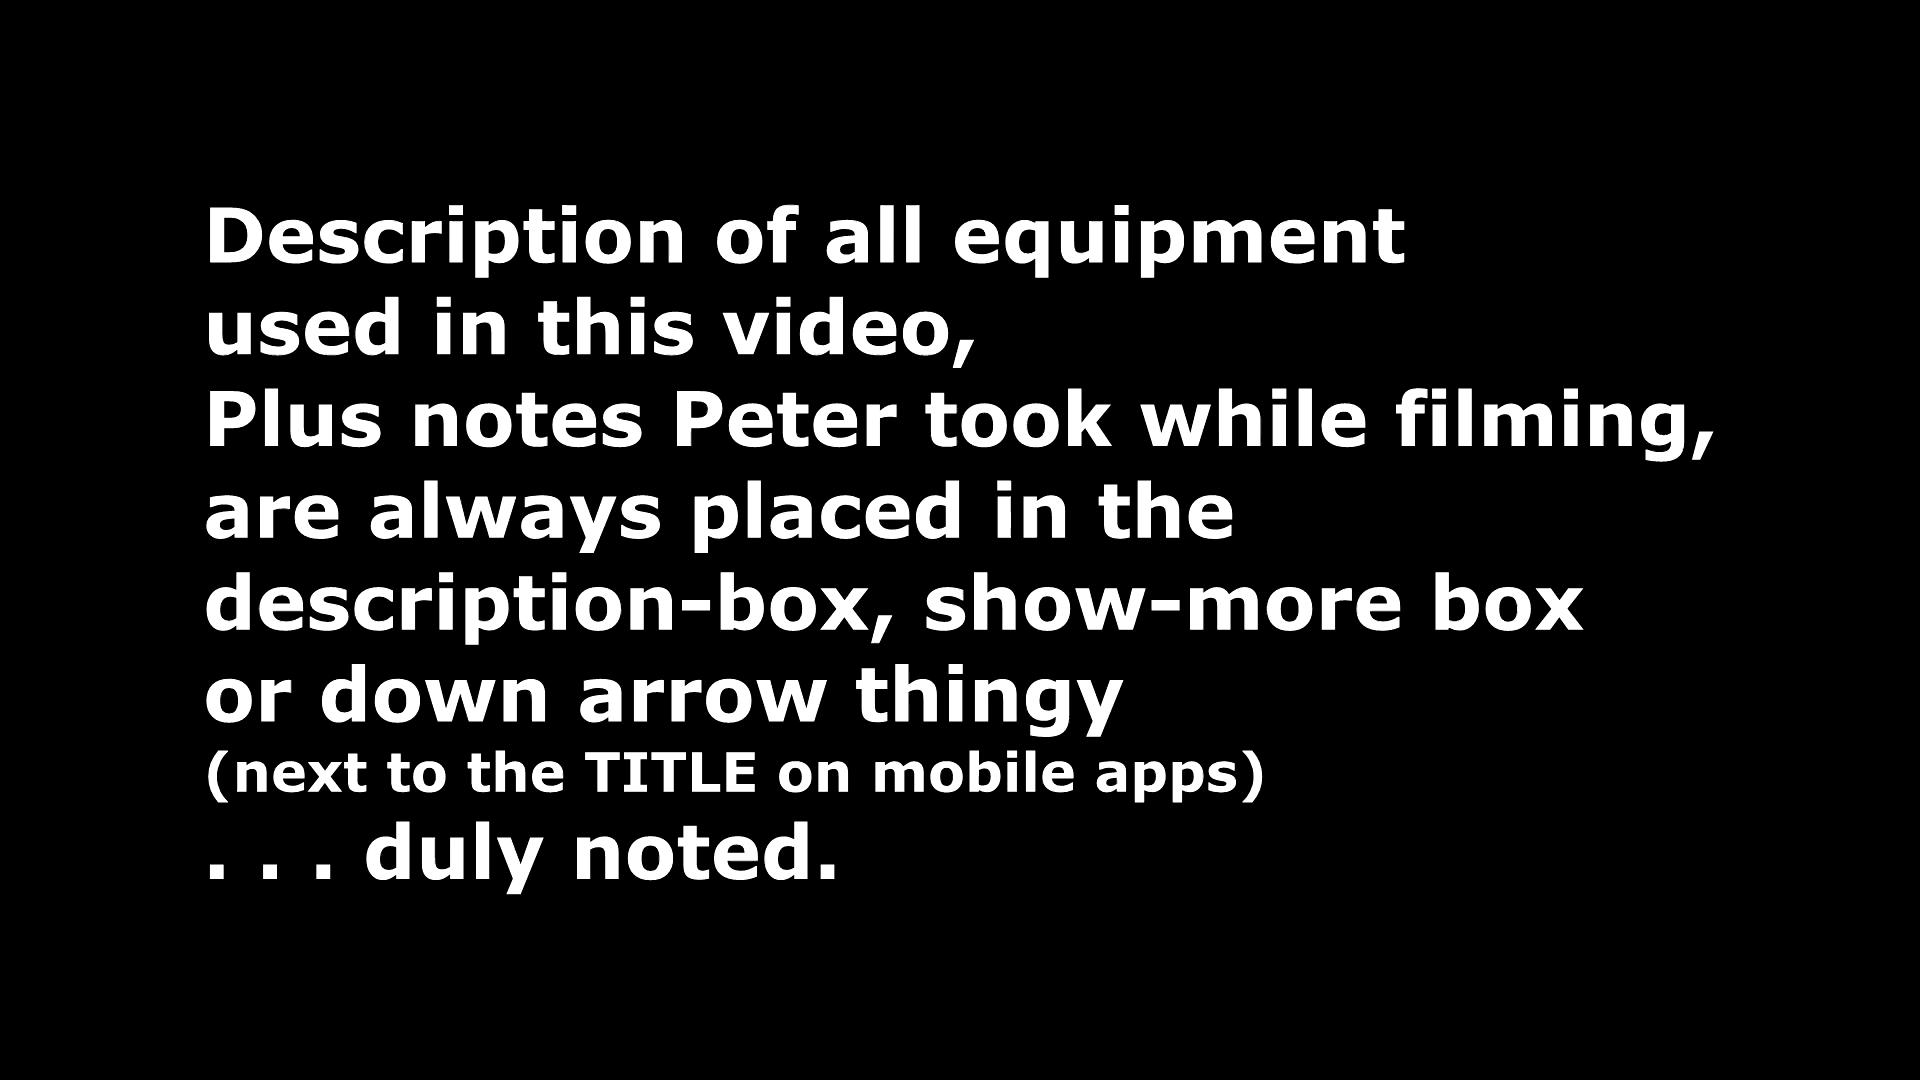 Description of all equipment
used in this video,
Plus notes Peter took while filming,
are always placed in the
description-box, show-more box
or down arrow thingy
(next to the TITLE on mobile apps)
. . . duly noted.